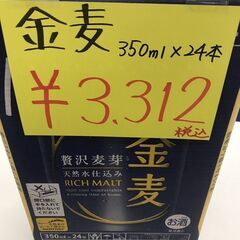 金麦
350ml×24本
¥3,312
税込
贅沢麦芽
天然水仕込み
RICH MALT
金麦
お酒
350ml×24